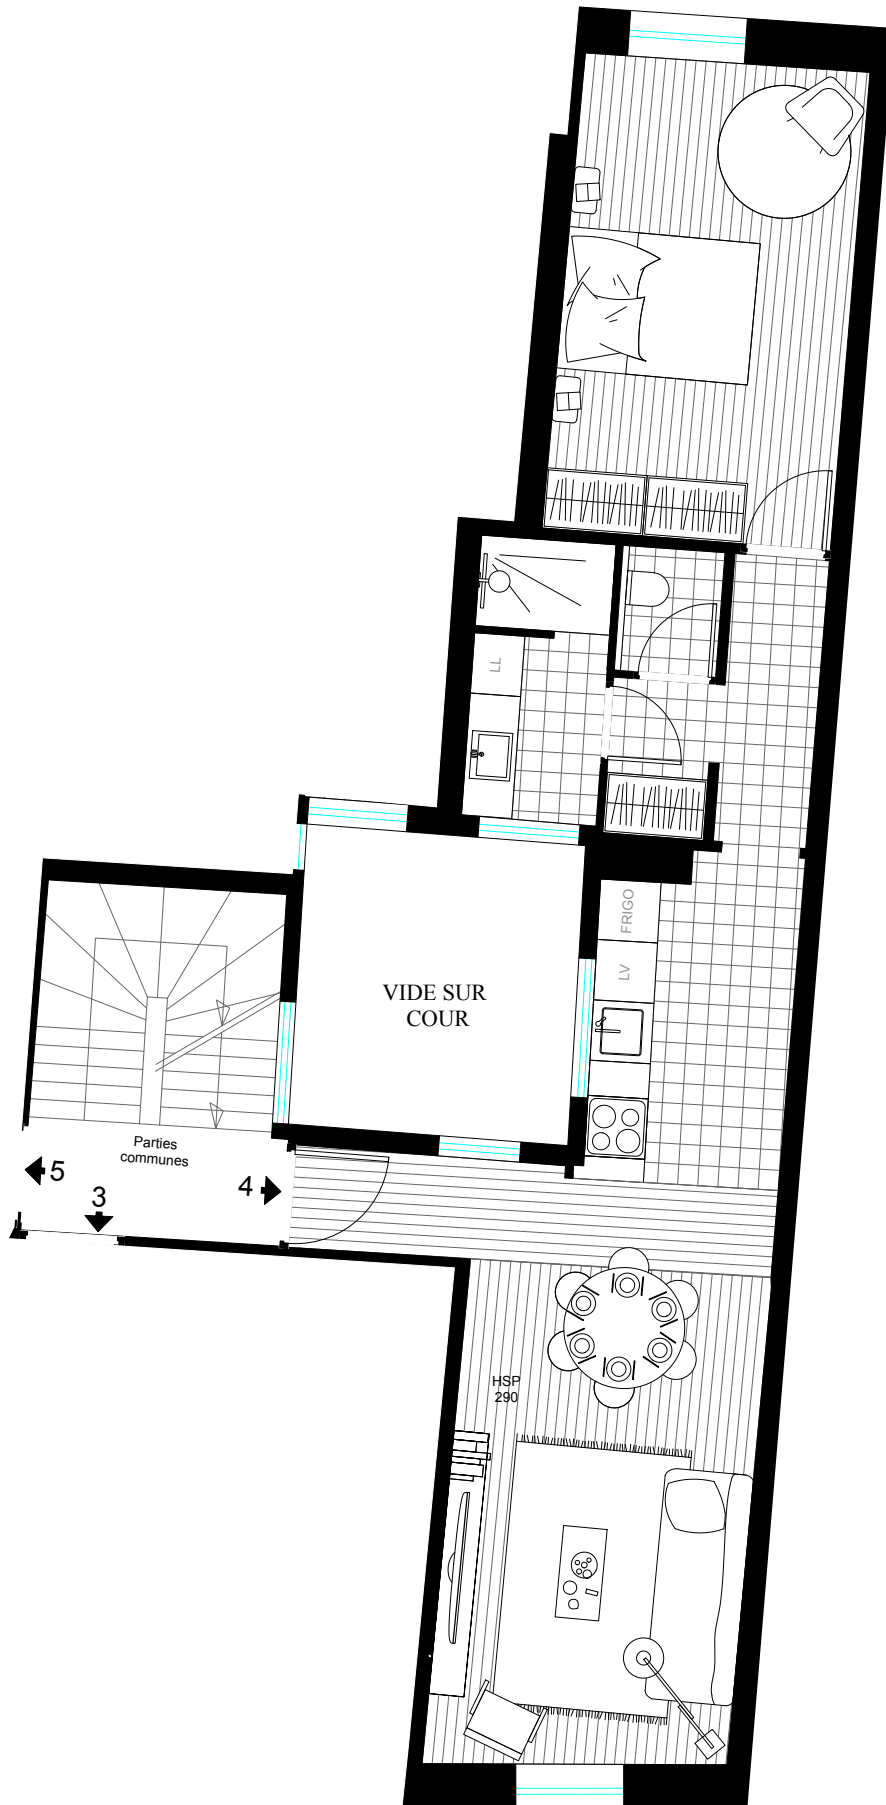 LL
FRIGO
LV
VIDE SUR
COUR
Parties
communes
5
3
4
HSP
290